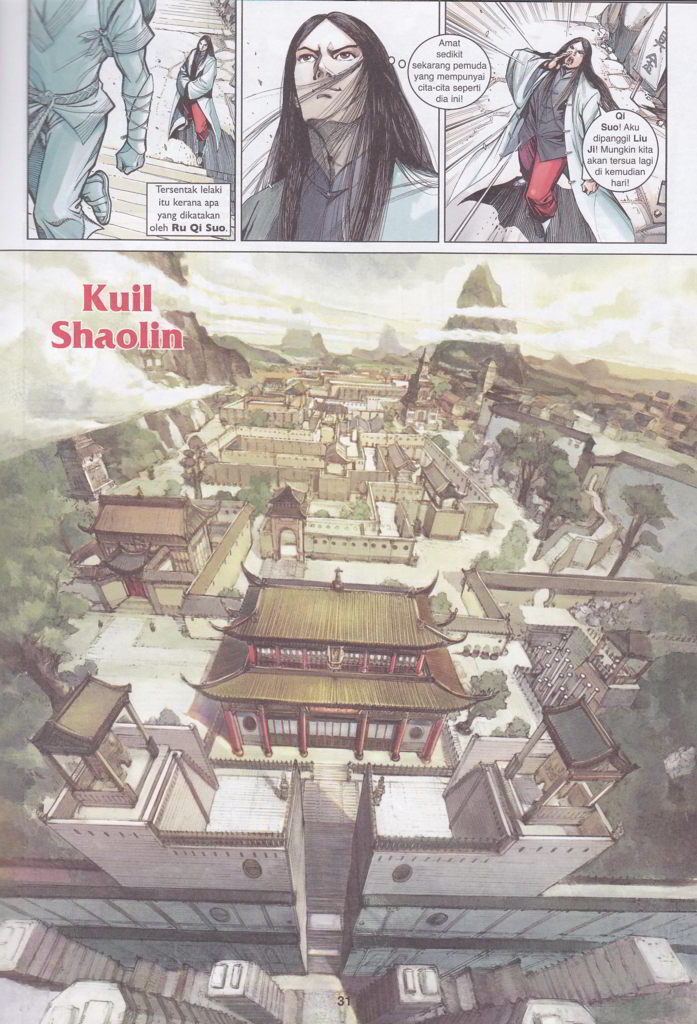 Tersentak lelaki
itu kerana apa
yang dikatakan
oleh Ru Qi Suo.
Amat
sedikit
sekarang pemuda
yang mempunyai
cita-cita seperti
dia ini!
Qi
Suo! Aku
dipanggil Liu
Ji! Mungkin kita
akan tersua lagi
di kemudian
hari!
Kuil
Shaolin
31